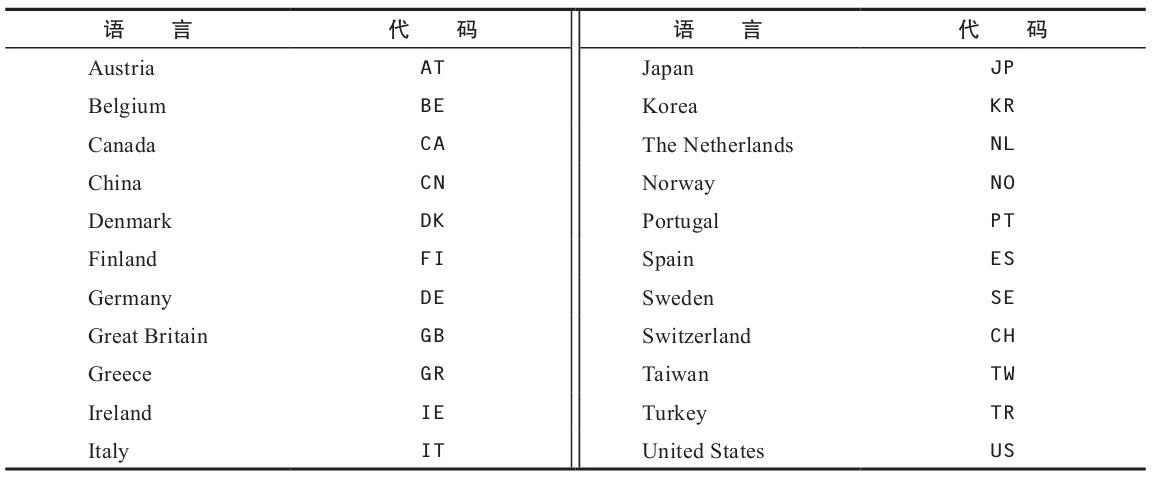 语 言 代 码 语 言 代 码
Austria AT Japan JP
Belgium BE Korea KR
Canada CA The Netherlands NL
China CN Norway NO
Denmark DK Portugal PT
Finland FI Spain ES
Germany DE Sweden SE
Great Britain GB Switzerland CH
Greece GR Taiwan TW
Ireland IE Turkey TR
Italy IT United States US